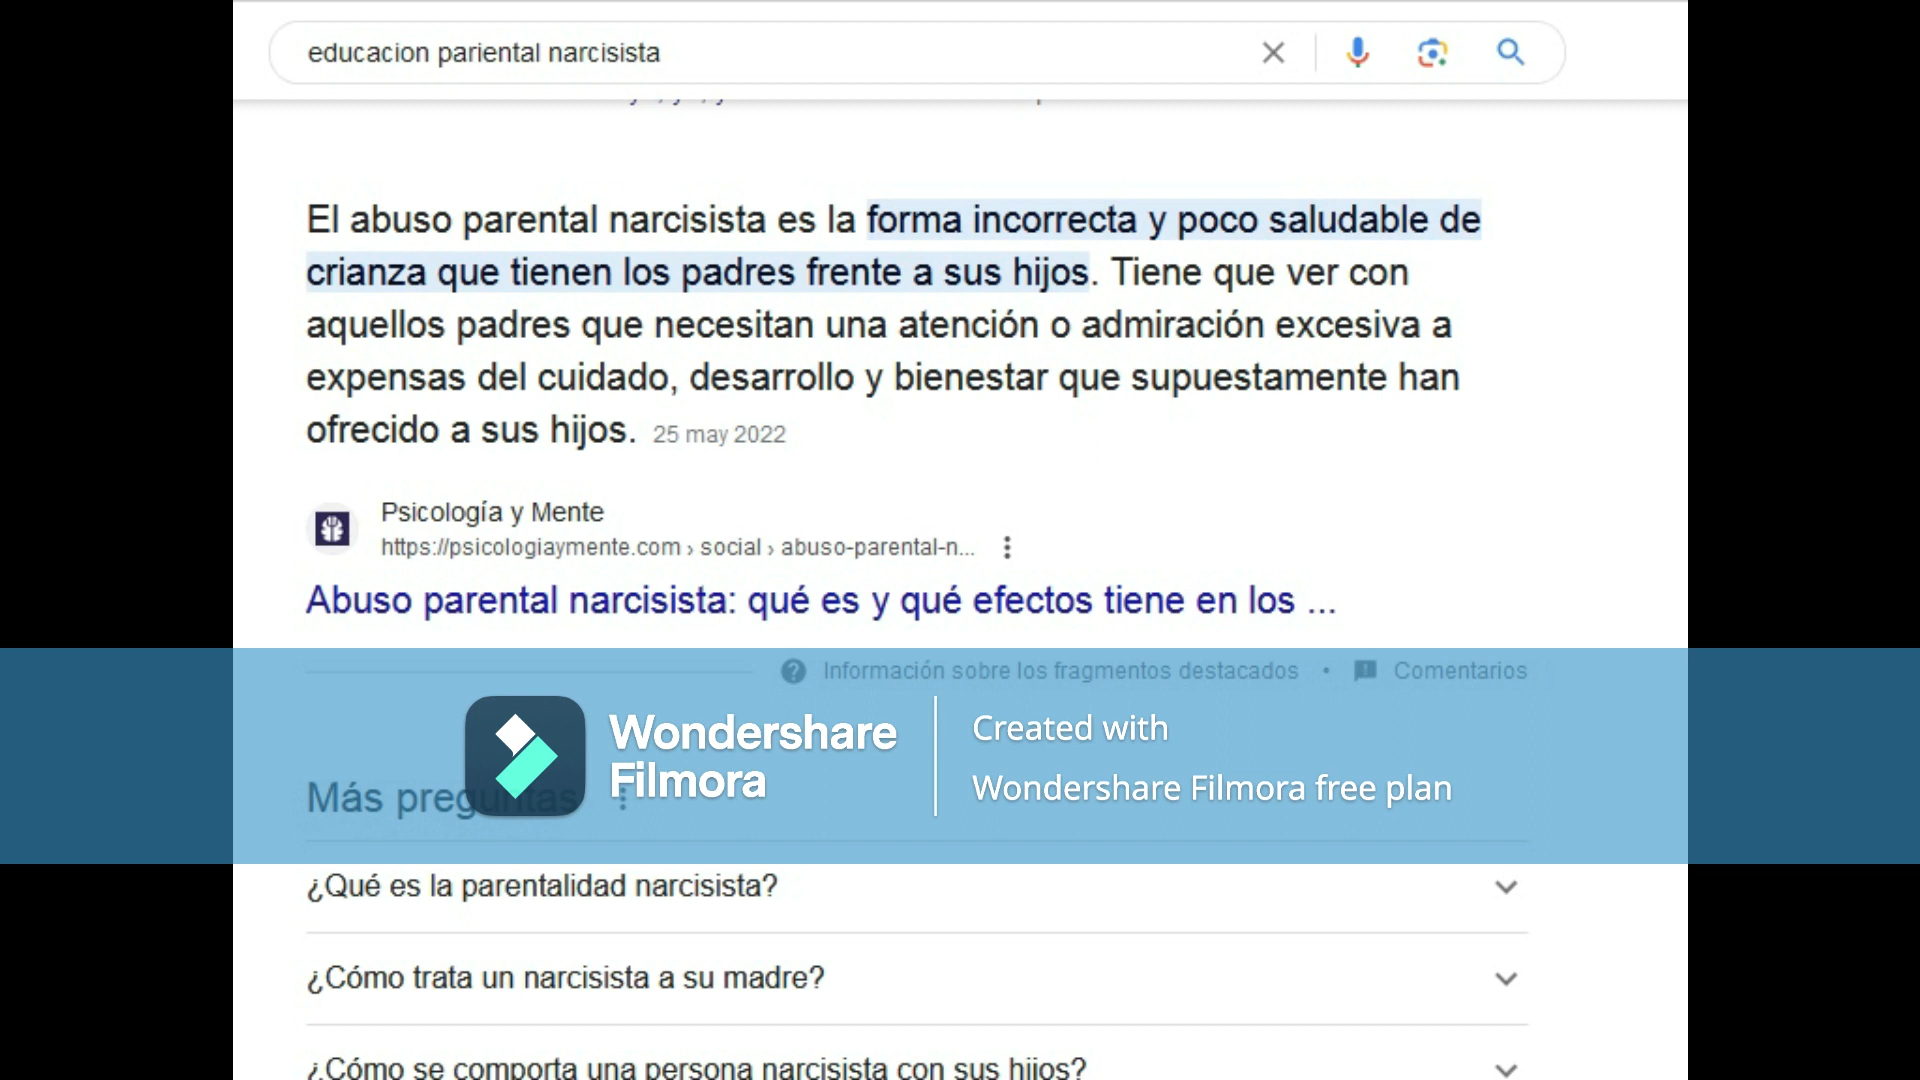 educacion pariental narcisista
El abuso parental narcisista es la forma incorrecta y poco saludable de
crianza que tienen los padres frente a sus hijos. Tiene que ver con
aquellos padres que necesitan una atención o admiración excesiva a
expensas del cuidado, desarrollo y bienestar que supuestamente han
ofrecido a sus hijos. 25 may 2022
Psicología y Mente
https://psicologiaymente.com › social › abuso-parental-n...
Abuso parental narcisista: qué es y qué efectos tiene en los ...
Información sobre los fragmentos destacados • Comentarios
Wondershare
Filmora
Created with
Wondershare Filmora free plan
Más preguntas
¿Qué es la parentalidad narcisista?
¿Cómo trata un narcisista a su madre?
¿Cómo se comporta una persona narcisista con sus hijos?